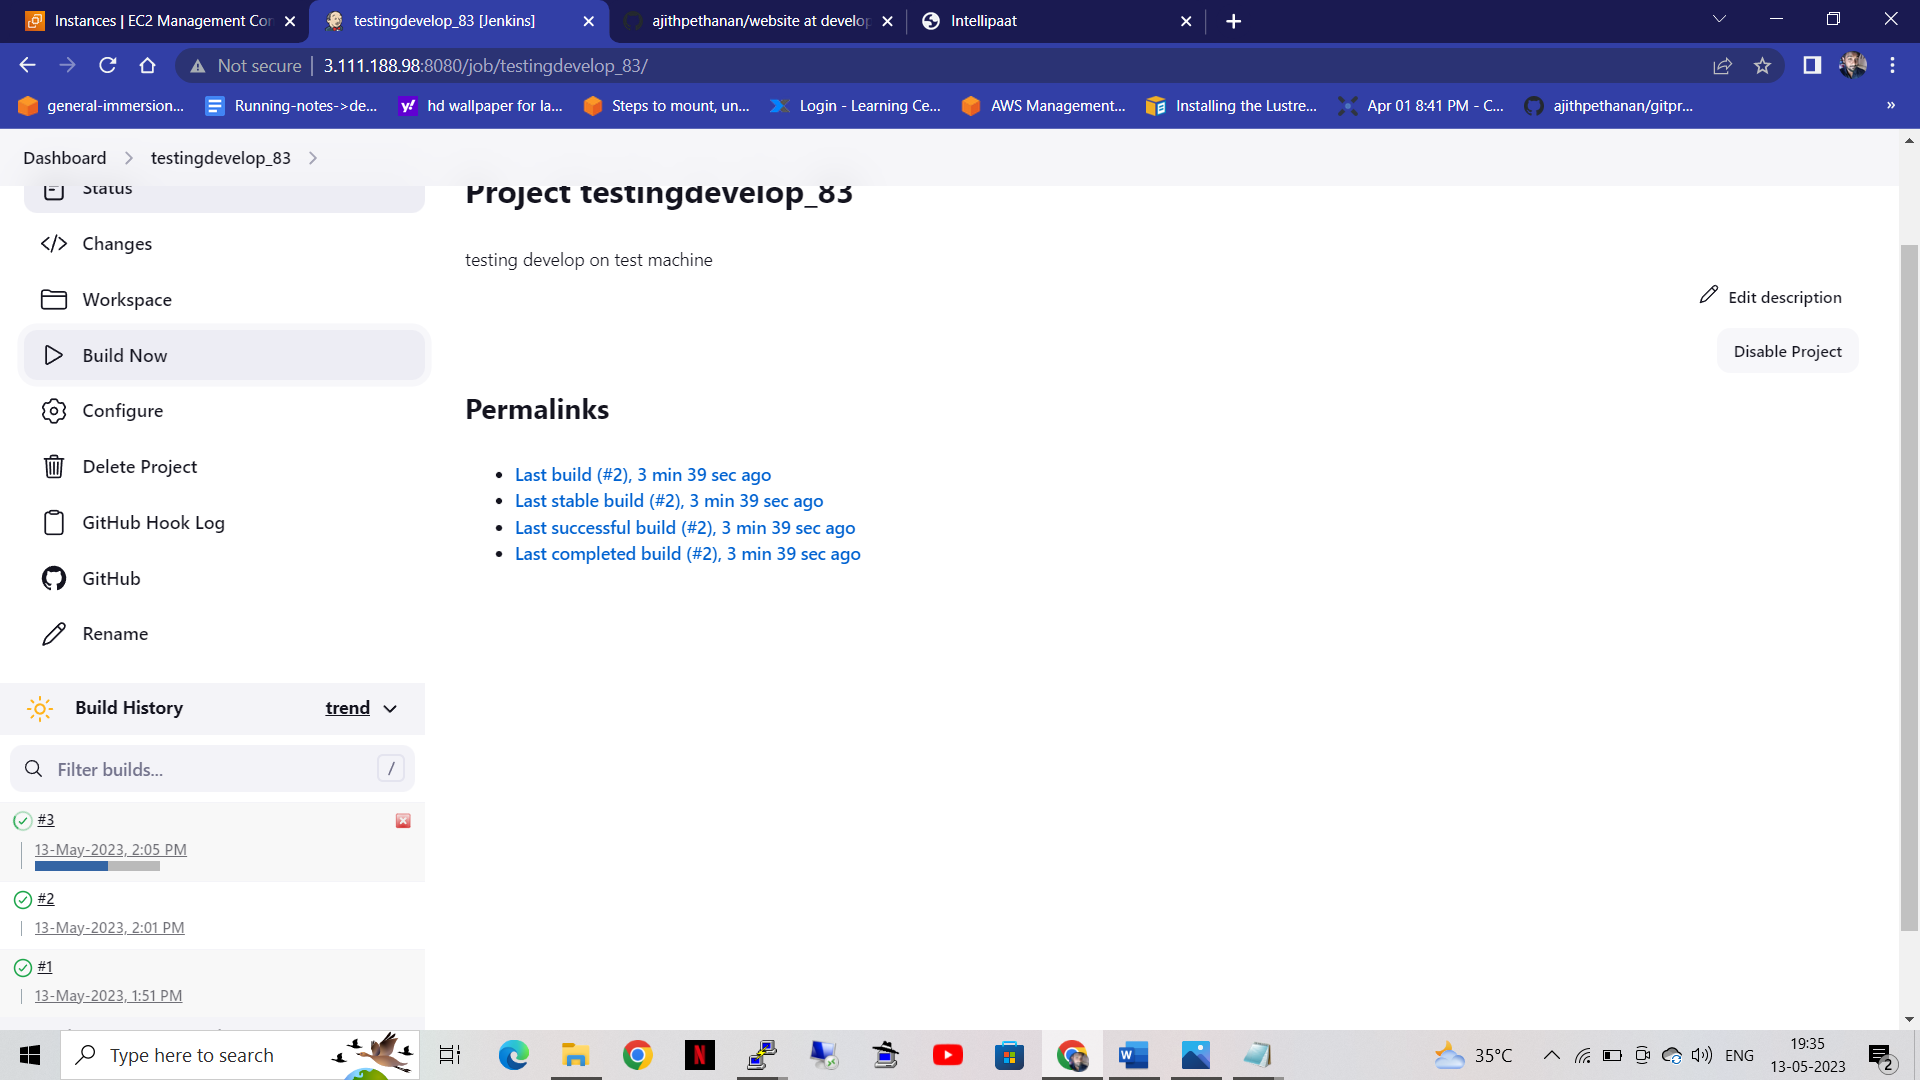 Instances | EC2 Management Con
testingdevelop_83 [Jenkins]
ajithpethanan/website at develop
Intellipaat
Not secure
3.111.188.98:8080/job/testingdevelop_83/
general-immersion...
Running-notes->de...
hd wallpaper for la...
Steps to mount, un...
Login - Learning Ce...
AWS Management...
Installing the Lustre...
Apr 01 8:41 PM - C...
ajithpethanan/gitpr...
»
Dashboard
testingdevelop_83
Status
Changes
Workspace
Build Now
Configure
Delete Project
GitHub Hook Log
GitHub
Rename
Project testingdevelop_83
testing develop on test machine
Edit description
Disable Project
Permalinks
• Last build (#2), 3 min 39 sec ago
• Last stable build (#2), 3 min 39 sec ago
• Last successful build (#2), 3 min 39 sec ago
• Last completed build (#2), 3 min 39 sec ago
Build History
trend
Filter builds...
/
#3
13-May-2023, 2:05 PM
#2
13-May-2023, 2:01 PM
#1
13-May-2023, 1:51 PM
Type here to search
35°C
ENG
19:35
13-05-2023
2